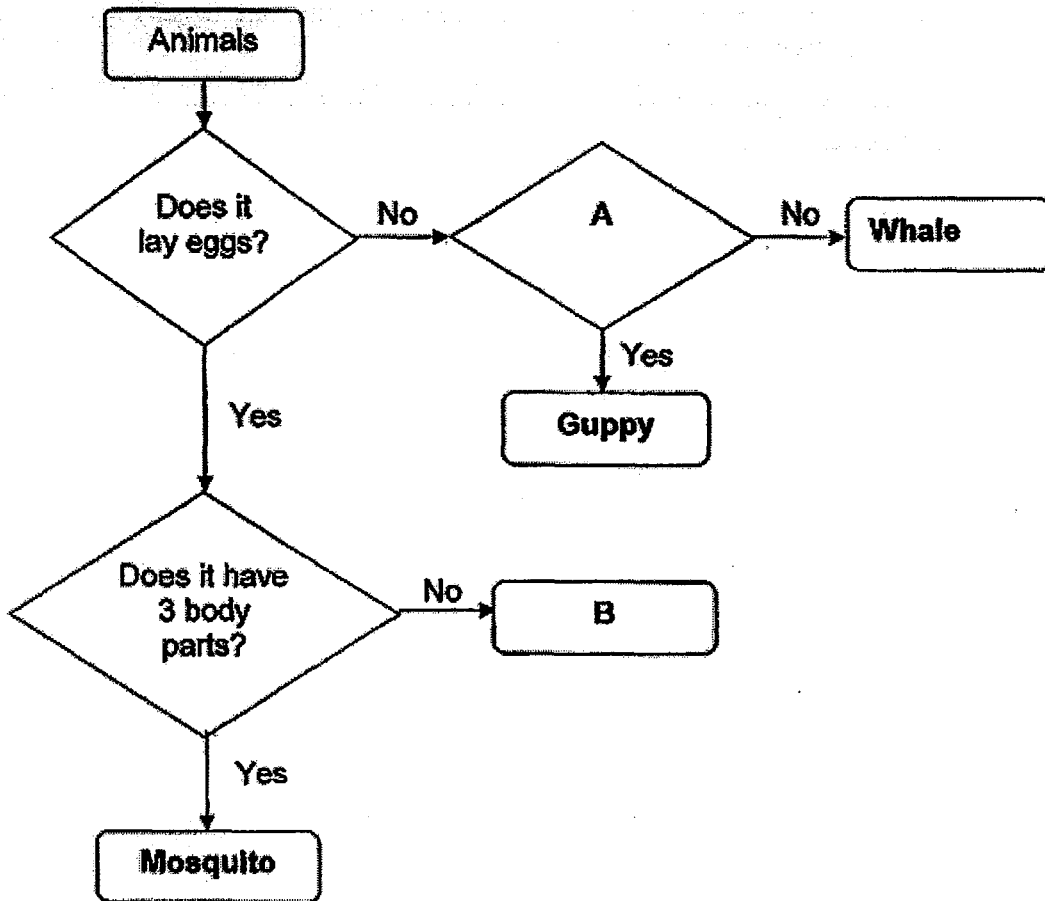 Animals
Does it
lay eggs?
No
A
No
Whale
Yes
Guppy
Yes
Does it have
3 body
parts?
No
B
Yes
Mosquito